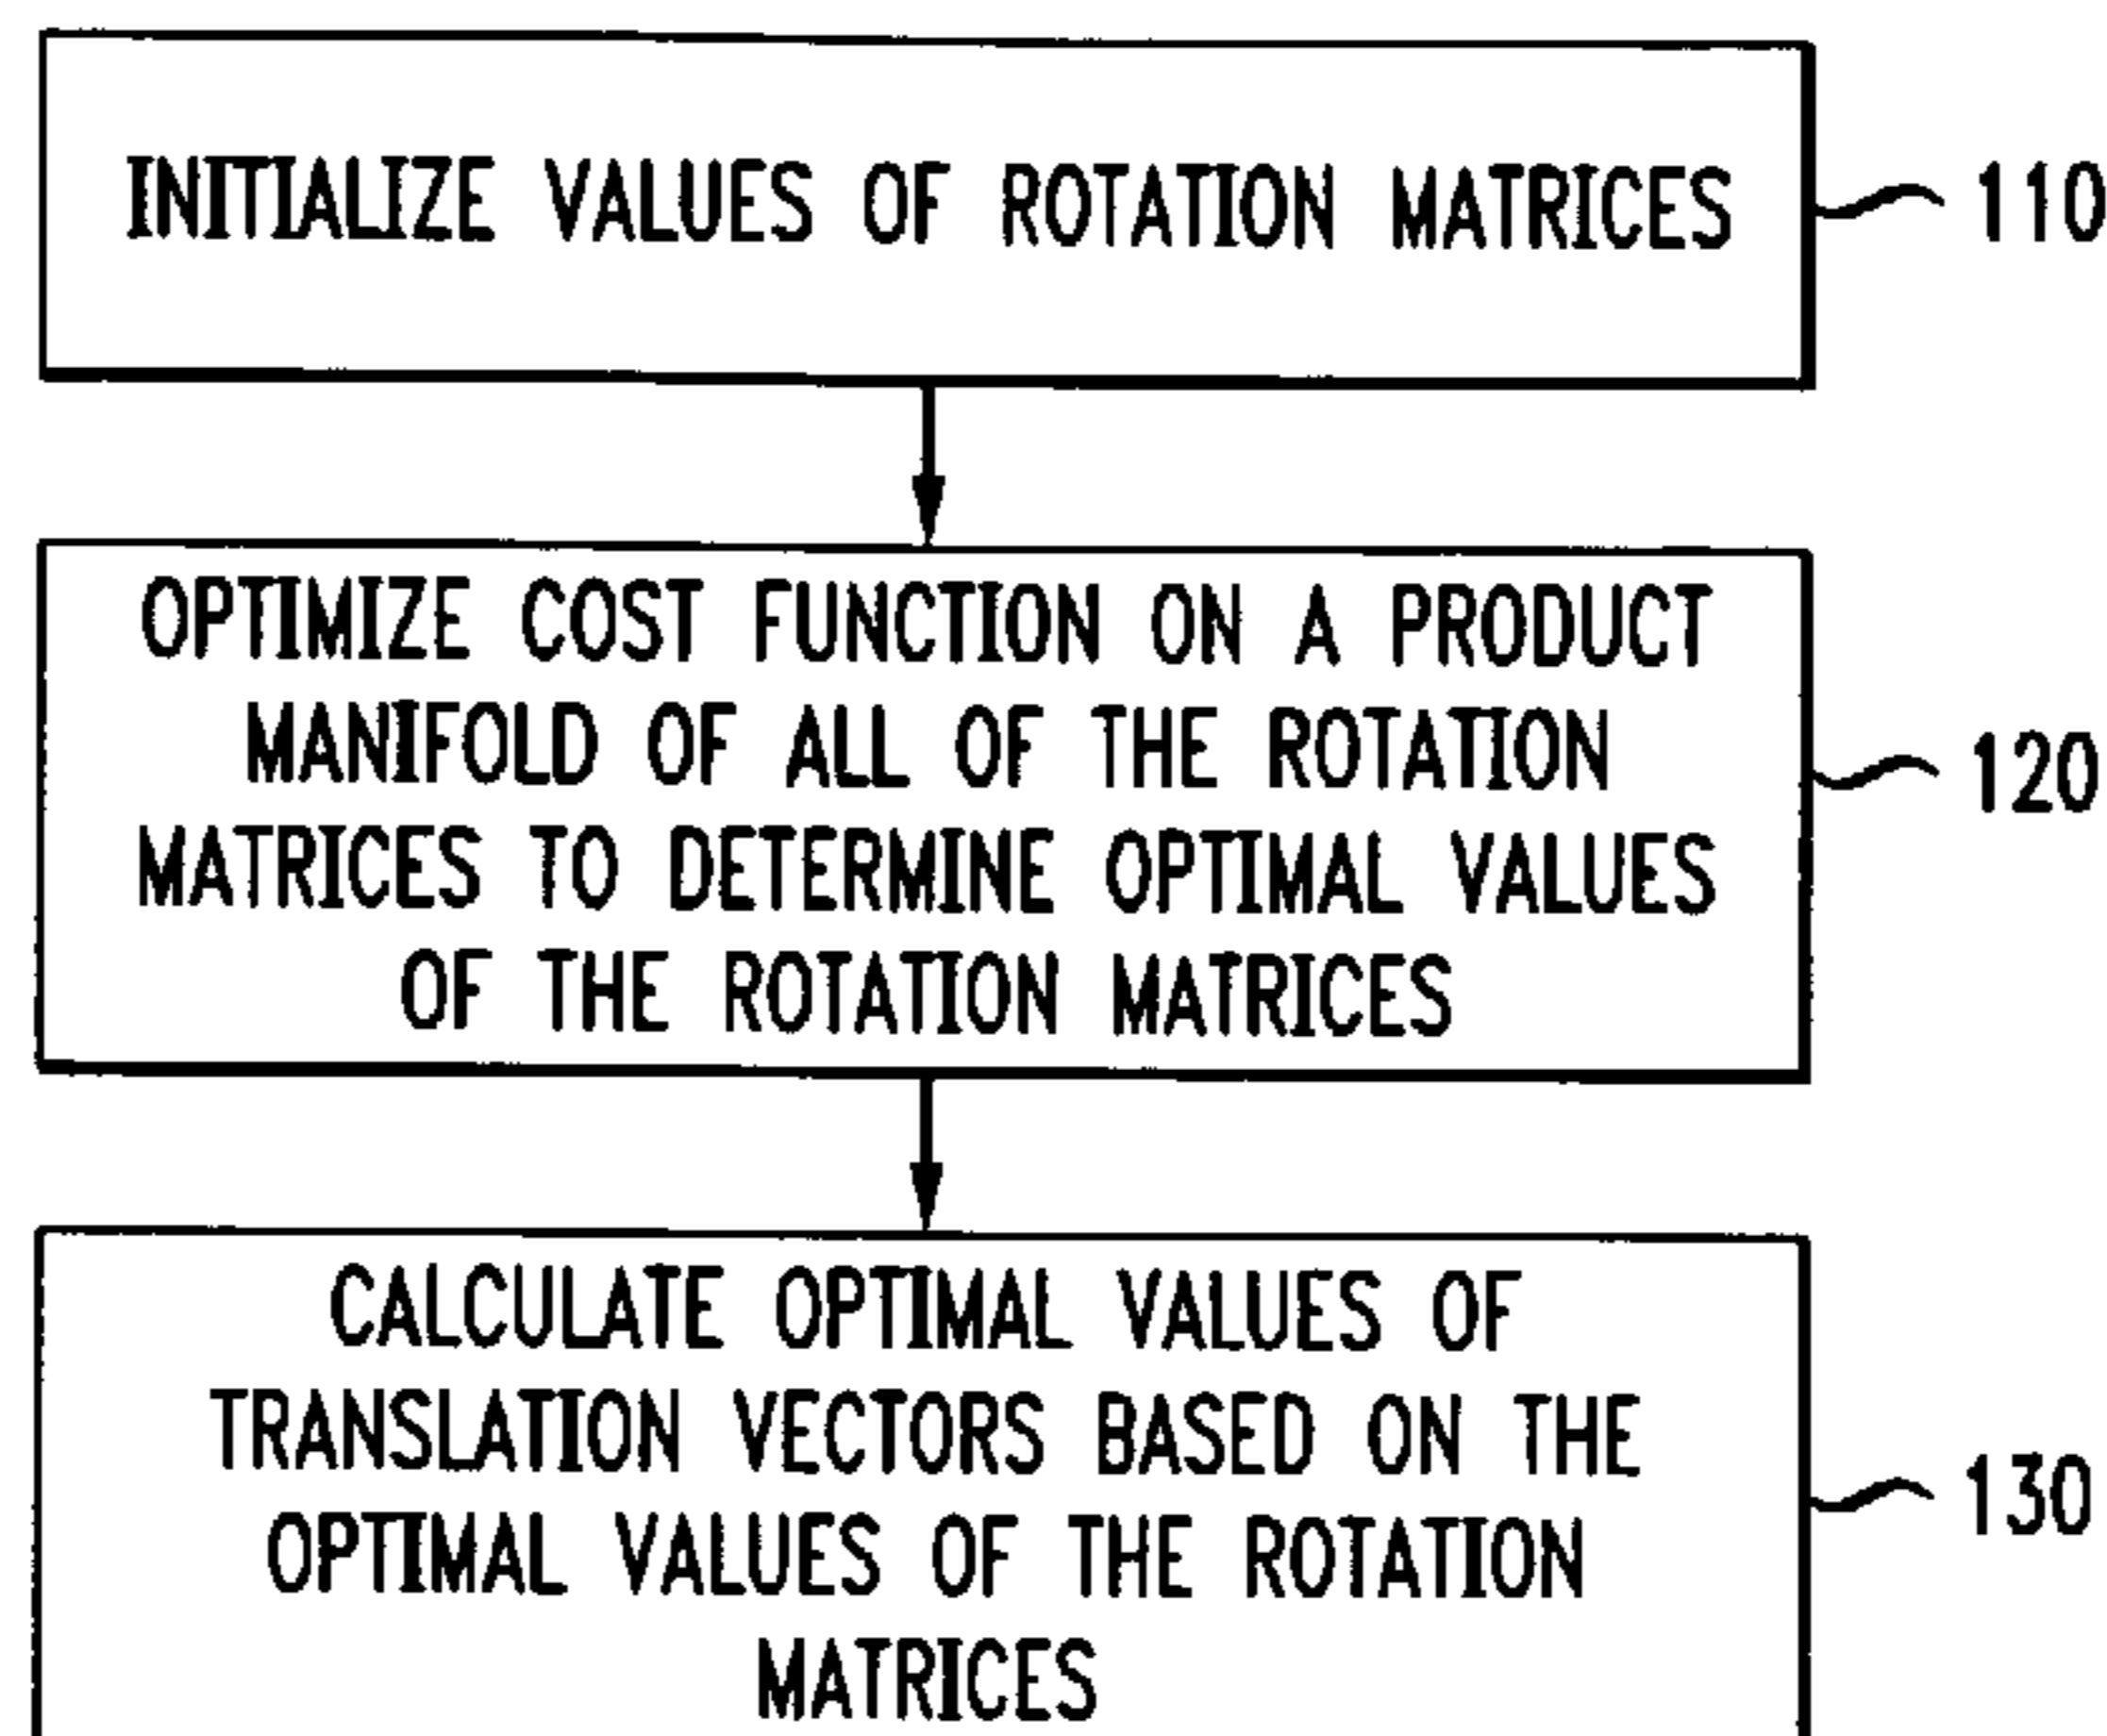 INITIALIZE VALUES OF ROTATION MATRICES
110
OPTIMIZE COST FUNCTION ON A PRODUCT
MANIFOLD OF ALL OF THE ROTATION
MATRICES TO DETERMINE OPTIMAL VALUES
OF THE ROTATION MATRICES
120
CALCULATE OPTIMAL VALUES OF
TRANSLATION VECTORS BASED ON THE
OPTIMAL VALUES OF THE ROTATION
MATRICES
130